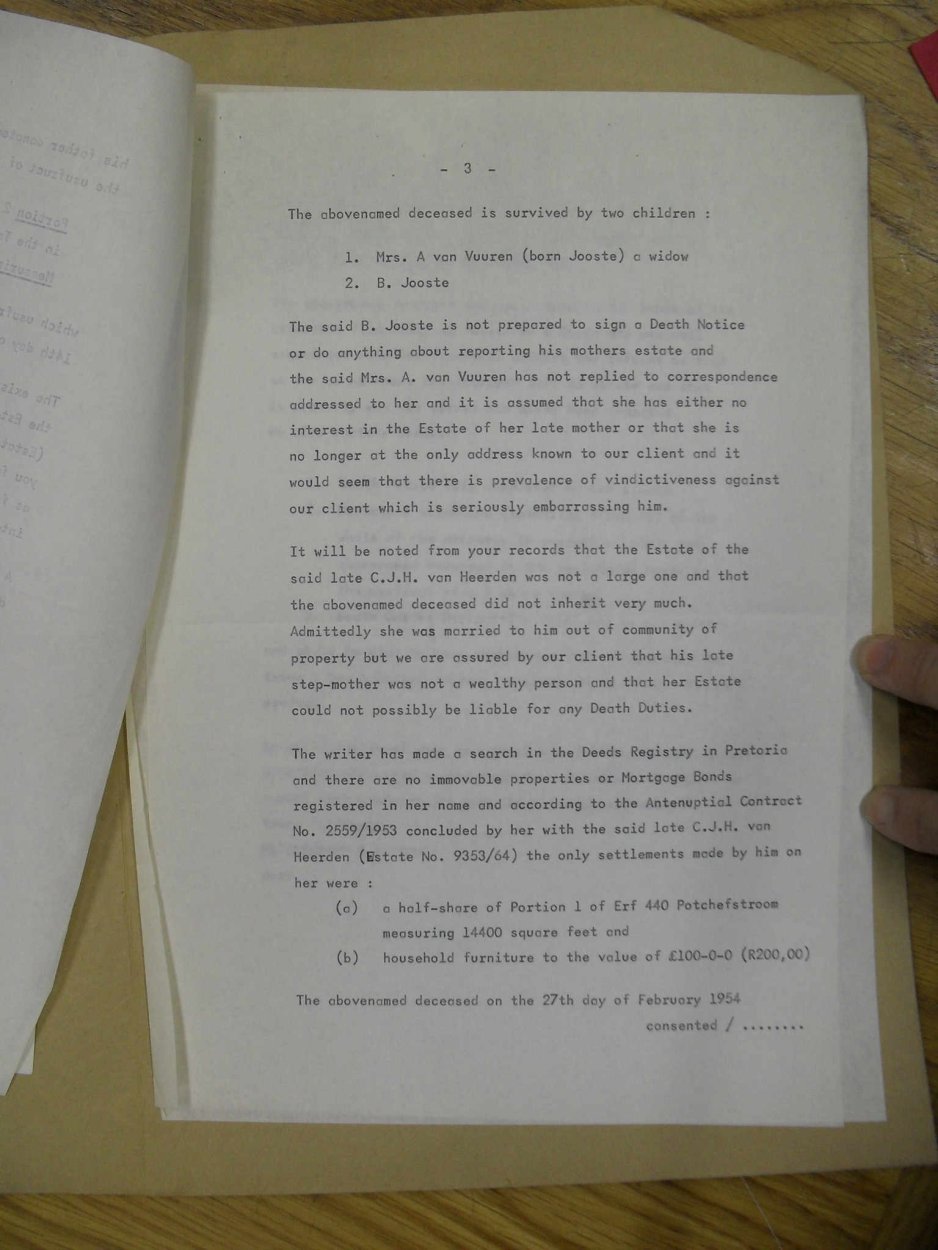 - 3 -
The abovenamed deceased is survived by two children :
1. Mrs. A van Vuuren (born Jooste) a widow
2. B. Jooste
The said B. Jooste is not prepared to sign a Death Notice
or do anything about reporting his mothers estate and
the said Mrs. A. van Vuuren has not replied to correspondence
addressed to her and it is assumed that she has either no
interest in the Estate of her late mother or that she is
no longer at the only address known to our client and it
would seem that there is prevalence of vindictiveness against
our client which is seriously embarrassing him.
It will be noted from your records that the Estate of the
said late C.J.H. van Heerden was not a large one and that
the abovenamed deceased did not inherit very much.
Admittedly she was married to him out of community of
property but we are assured by our client that his late
step-mother was not a wealthy person and that her Estate
could not possibly be liable for any Death Duties.
The writer has made a search in the Deeds Registry in Pretoria
and there are no immovable properties or Mortgage Bonds
registered in her name and according to the Antenuptial Contract
No. 2559/1953 concluded by her with the said late C.J.H. van
Heerden (Estate No. 9353/64) the only settlements made by him on
her were :
(a) a half-share of Portion 1 of Erf 440 Potchefstroom
measuring 14400 square feet and
(b) household furniture to the value of £100-0-0 (R200,00)
The abovenamed deceased on the 27th day of February 1954
consented / ........